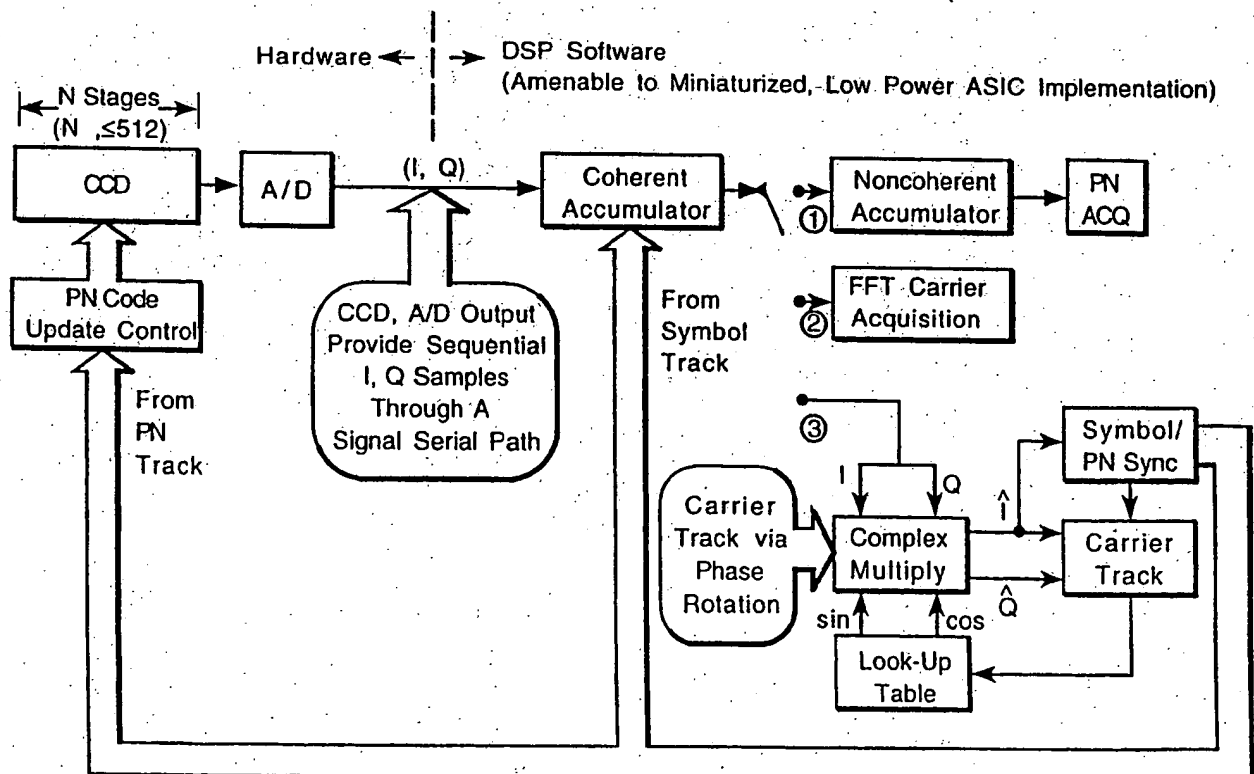 Hardware
DSP Software
(Amenable to Miniaturized, Low Power ASIC Implementation)
N Stages
(N ,≤512)
CCD
A/D
(I, Q)
Coherent
Accumulator
①
Noncoherent
Accumulator
PN
ACQ
PN Code
Update Control
CCD, A/D Output
Provide Sequential
I, Q Samples
Through A
Signal Serial Path
From
Symbol
Track
②
FFT Carrier
Acquisition
From
PN
Track
③
I
Q
Carrier
Track via
Phase
Rotation
Complex
Multiply
Î
Q̂
Symbol/
PN Sync
Carrier
Track
sin
cos
Look-Up
Table